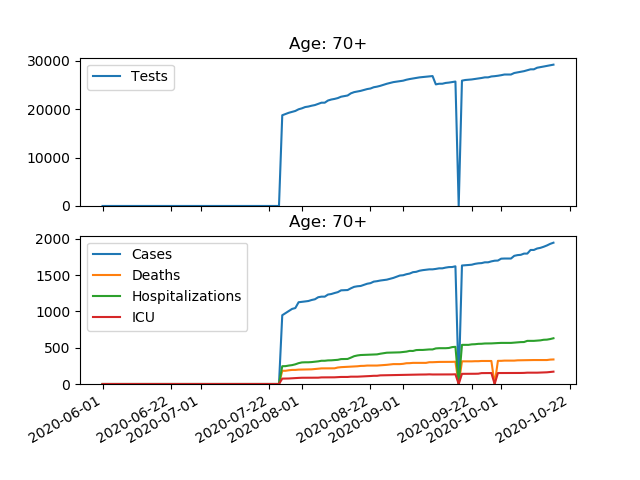 Age: 70+
30000
20000
10000
0
Tests
Age: 70+
2000
1500
1000
500
0
Cases
Deaths
Hospitalizations
ICU
2020-06-01
2020-06-22
2020-07-01
2020-07-22
2020-08-01
2020-08-22
2020-09-01
2020-09-22
2020-10-01
2020-10-22